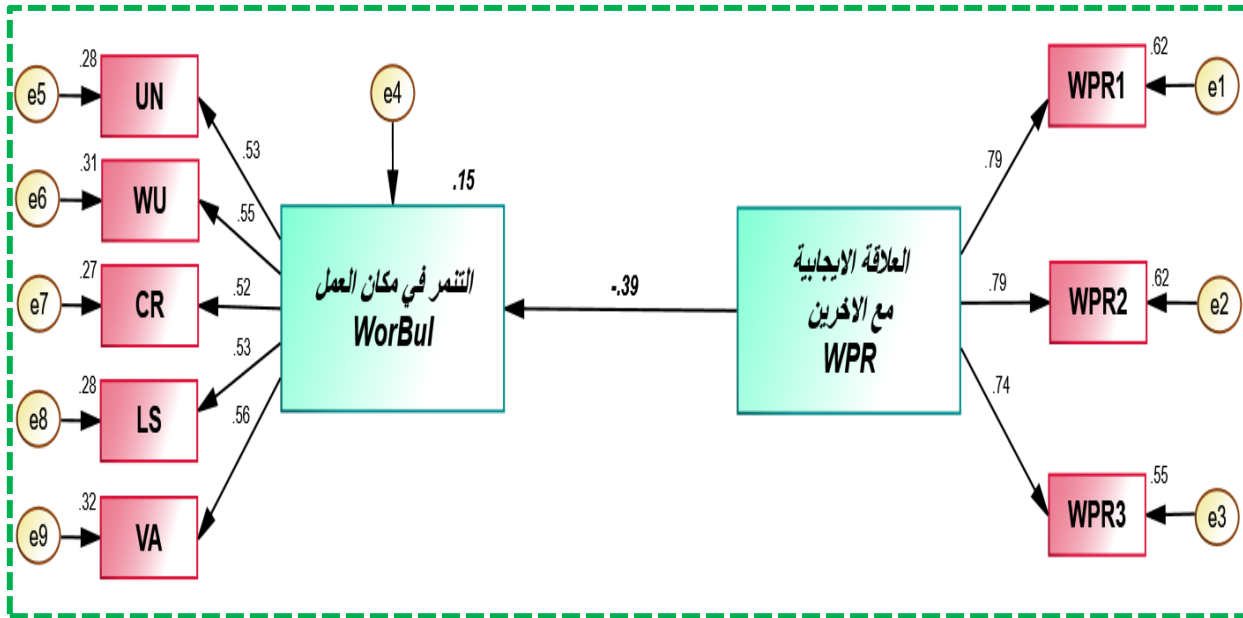 .28
e5
UN
.53
.31
e6
WU
.55
.27
e7
CR
.52
.28
e8
LS
.53
.32
e9
VA
.56
e4
.15
التنمر في مكان العمل
WorBul
-.39
العلاقة الايجابية
مع الاخرين
WPR
.79
.62
WPR1
e1
.79
.62
WPR2
e2
.74
.55
WPR3
e3